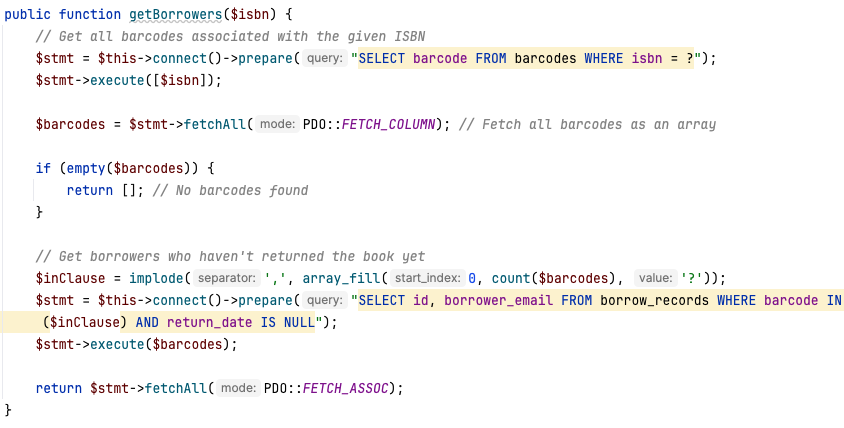 public function getBorrowers($isbn) {
    // Get all barcodes associated with the given ISBN
    $stmt = $this->connect()->prepare( query: "SELECT barcode FROM barcodes WHERE isbn = ?");
    $stmt->execute([$isbn]);

    $barcodes = $stmt->fetchAll( mode: PDO::FETCH_COLUMN); // Fetch all barcodes as an array

    if (empty($barcodes)) {
        return []; // No barcodes found
    }

    // Get borrowers who haven't returned the book yet
    $inClause = implode( separator: ',', array_fill( start_index: 0, count($barcodes), value: '?'));
    $stmt = $this->connect()->prepare( query: "SELECT id, borrower_email FROM borrow_records WHERE barcode IN
     ($inClause) AND return_date IS NULL");
    $stmt->execute($barcodes);

    return $stmt->fetchAll( mode: PDO::FETCH_ASSOC);
}